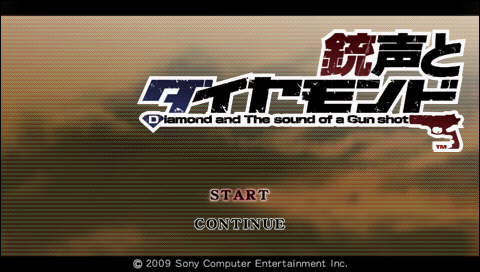 銃声と
ダイヤモンド
Diamond and The sound of a Gun shot
TM
START
CONTINUE
© 2009 Sony Computer Entertainment Inc.